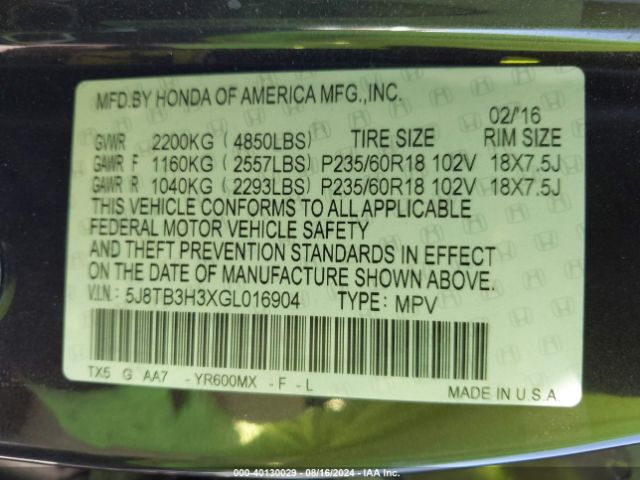 MFD.BY HONDA OF AMERICA MFG.,INC.
02/'16
GVWR 2200KG (4850LBS) TIRE SIZE RIM SIZE
GAWR F 1160KG (2557LBS) P235/60R18 102V 18X7.5J
GAWR R 1040KG (2293LBS) P235/60R18 102V 18X7.5J
THIS VEHICLE CONFORMS TO ALL APPLICABLE
FEDERAL MOTOR VEHICLE SAFETY
AND THEFT PREVENTION STANDARDS IN EFFECT
ON THE DATE OF MANUFACTURE SHOWN ABOVE.
V.I.N.: 5J8TB3H3XGL016904 TYPE: MPV
TX5 G AA7 -YR600MX -F -L
MADE IN U.S.A
000-40130029 - 08/16/2024 - IAA Inc.